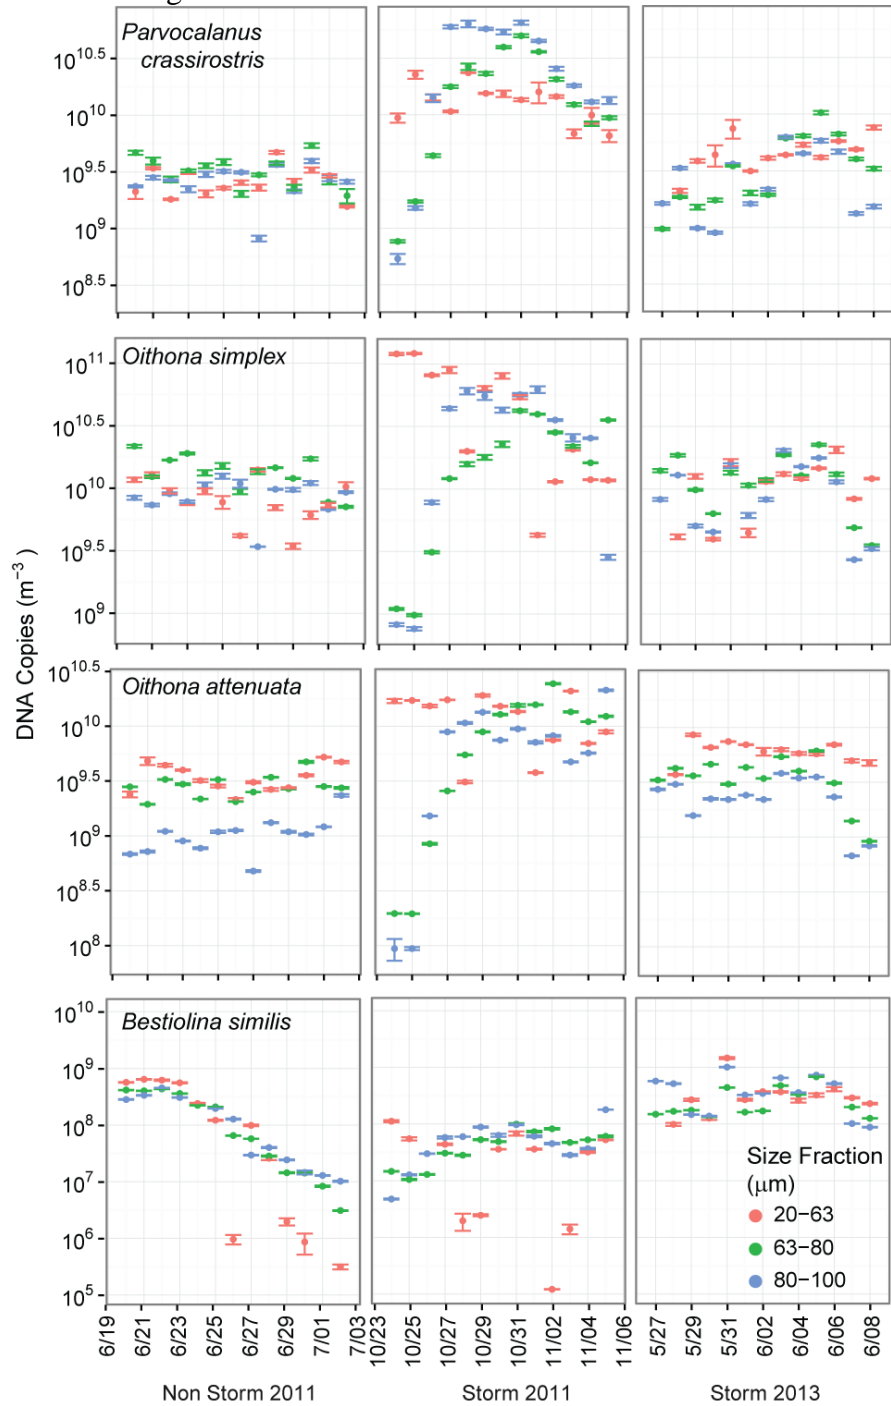 Parvocalanus
crassirostris
10^10.5
10^10
10^9.5
10^9
10^8.5
Oithona simplex
10^11
10^10.5
10^10
10^9.5
10^9
DNA Copies (m⁻³ )
Oithona attenuata
10^10.5
10^10
10^9.5
10^9
10^8.5
10^8
Bestiolina similis
10^10
10^9
10^8
10^7
10^6
10^5
Size Fraction
(μm)
20−63
63−80
80−100
6/19 6/21 6/23 6/25 6/27 6/29 7/01 7/03 10/23 10/25 10/27 10/29 10/31 11/02 11/04 11/06 5/27 5/29 5/31 6/02 6/04 6/06 6/08
Non Storm 2011 Storm 2011 Storm 2013